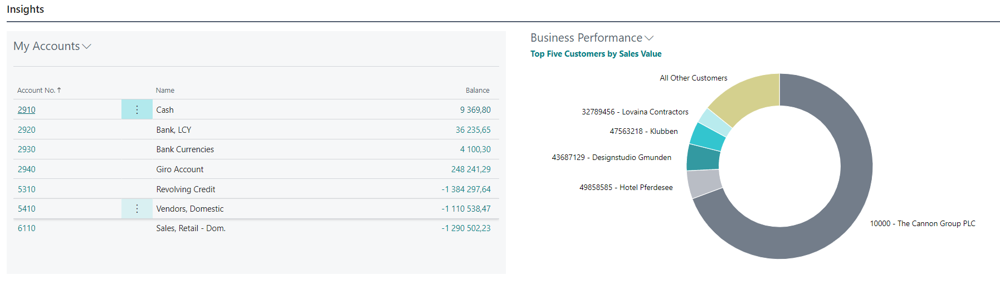 Insights
My Accounts
Account No. ↑ Name Balance
2910 Cash 9 369,80
2920 Bank, LCY 36 235,65
2930 Bank Currencies 4 100,30
2940 Giro Account 248 241,29
5310 Revolving Credit -1 384 297,64
5410 Vendors, Domestic -1 110 538,47
6110 Sales, Retail - Dom. -1 290 502,23
Business Performance
Top Five Customers by Sales Value
All Other Customers
32789456 - Lovaina Contractors
47563218 - Klubben
43687129 - Designstudio Gmunden
49858585 - Hotel Pferdesee
10000 - The Cannon Group PLC